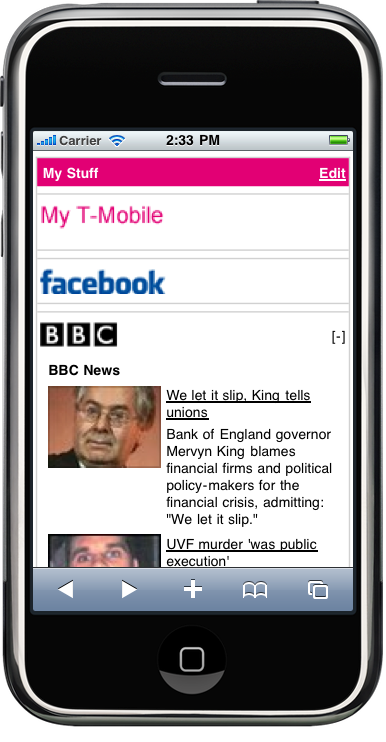 Carrier 2:33 PM
My Stuff Edit
My T-Mobile
facebook
BBC [-]
BBC News
We let it slip, King tells
unions
Bank of England governor
Mervyn King blames
financial firms and political
policy-makers for the
financial crisis, admitting:
"We let it slip."
UVF murder 'was public
execution'